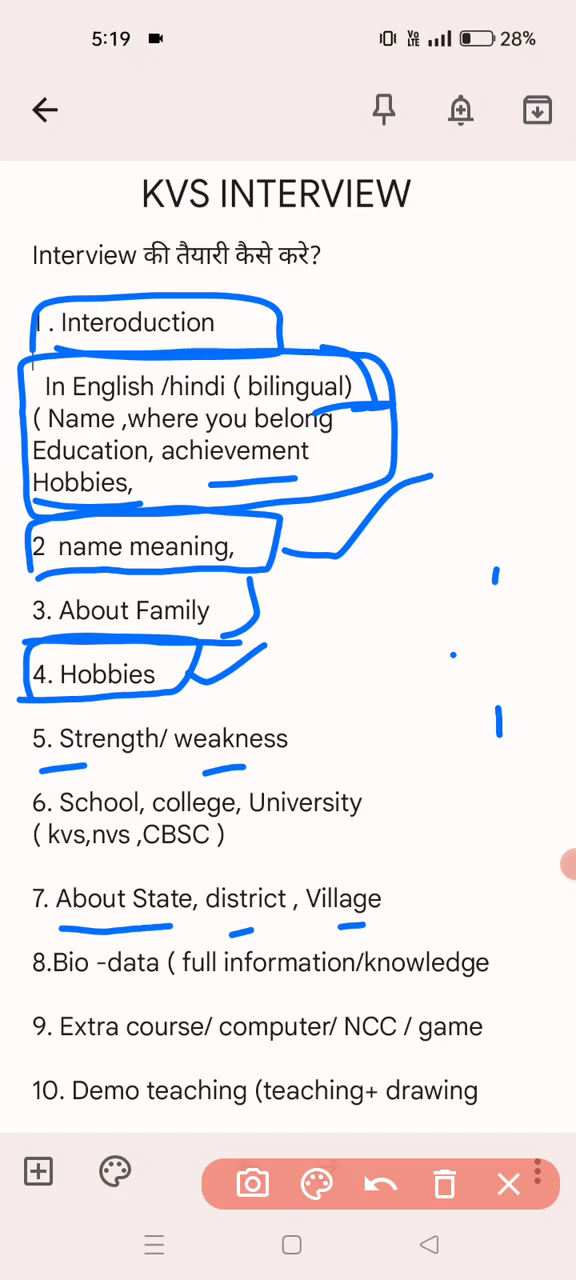 5:19
Vo LTE 28%
KVS INTERVIEW
Interview की तैयारी कैसे करे?
1 . Interoduction
In English /hindi ( bilingual)
( Name ,where you belong
Education, achievement
Hobbies,
2 name meaning,
3. About Family
4. Hobbies
5. Strength/ weakness
6. School, college, University
( kvs,nvs ,CBSC )
7. About State, district , Village
8.Bio -data ( full information/knowledge
9. Extra course/ computer/ NCC / game
10. Demo teaching (teaching+ drawing